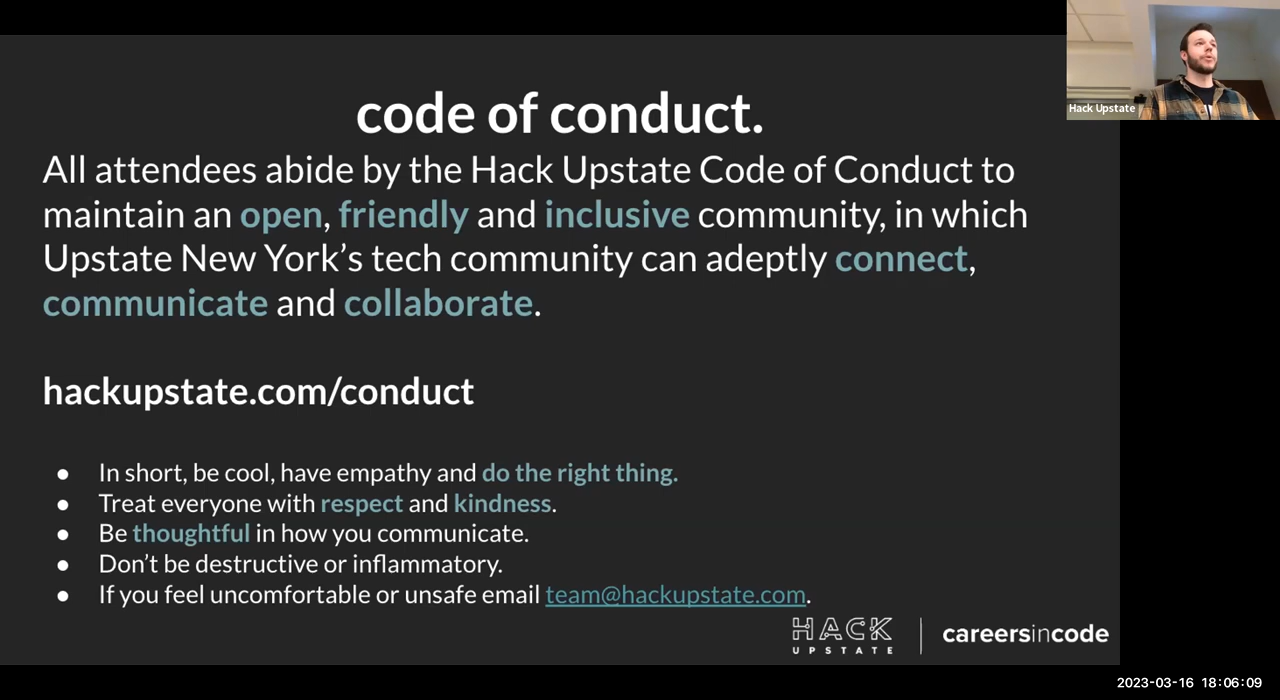 code of conduct.
All attendees abide by the Hack Upstate Code of Conduct to
maintain an open, friendly and inclusive community, in which
Upstate New York’s tech community can adeptly connect,
communicate and collaborate.
hackupstate.com/conduct
● In short, be cool, have empathy and do the right thing.
● Treat everyone with respect and kindness.
● Be thoughtful in how you communicate.
● Don’t be destructive or inflammatory.
● If you feel uncomfortable or unsafe email team@hackupstate.com.
HACK
UPSTATE
careersincode
Hack Upstate
2023-03-16 18:06:09